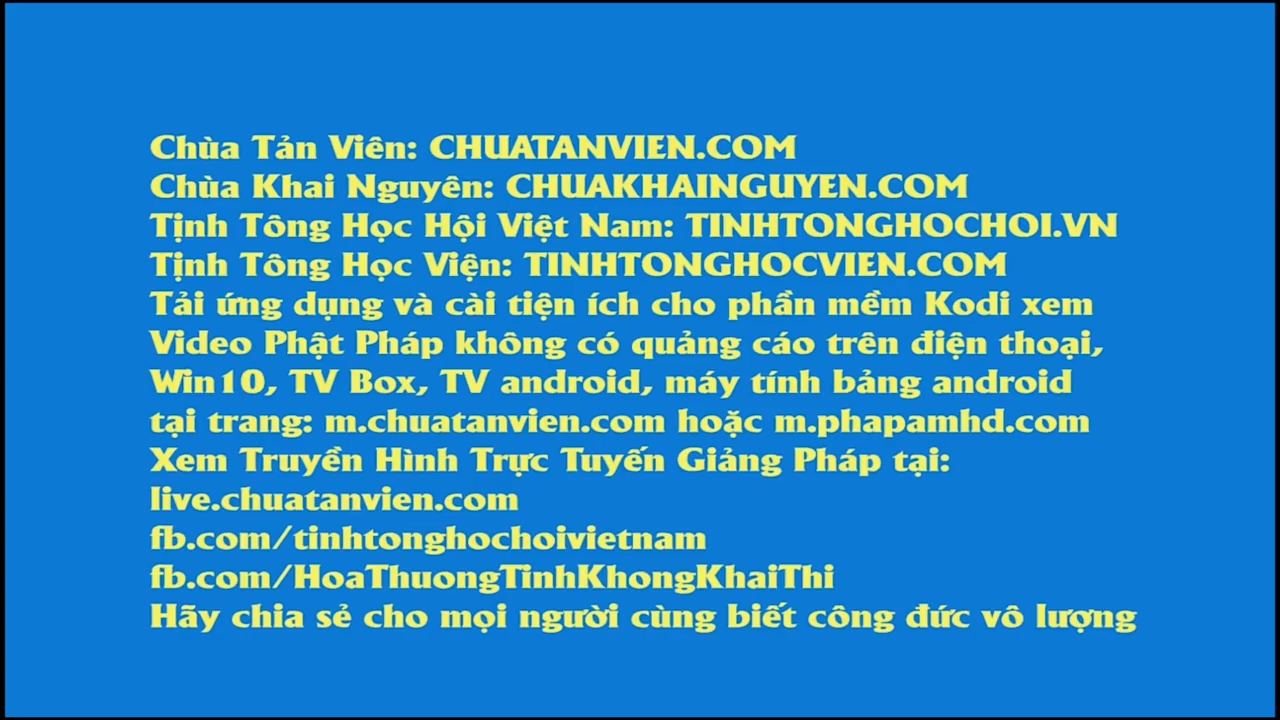 Chùa Tản Viên: CHUATANVIEN.COM
Chùa Khai Nguyên: CHUAKHAINGUYEN.COM
Tịnh Tông Học Hội Việt Nam: TINHTONGHOCHOI.VN
Tịnh Tông Học Viện: TINHTONGHOCVIEN.COM
Tải ứng dụng và cài tiện ích cho phần mềm Kodi xem
Video Phật Pháp không có quảng cáo trên điện thoại,
Win10, TV Box, TV android, máy tính bảng android
tại trang: m.chuatanvien.com hoặc m.phapamhd.com
Xem Truyền Hình Trực Tuyến Giảng Pháp tại:
live.chuatanvien.com
fb.com/tinhtonghochoivietnam
fb.com/HoaThuongTinhKhongKhaiThi
Hãy chia sẻ cho mọi người cùng biết công đức vô lượng